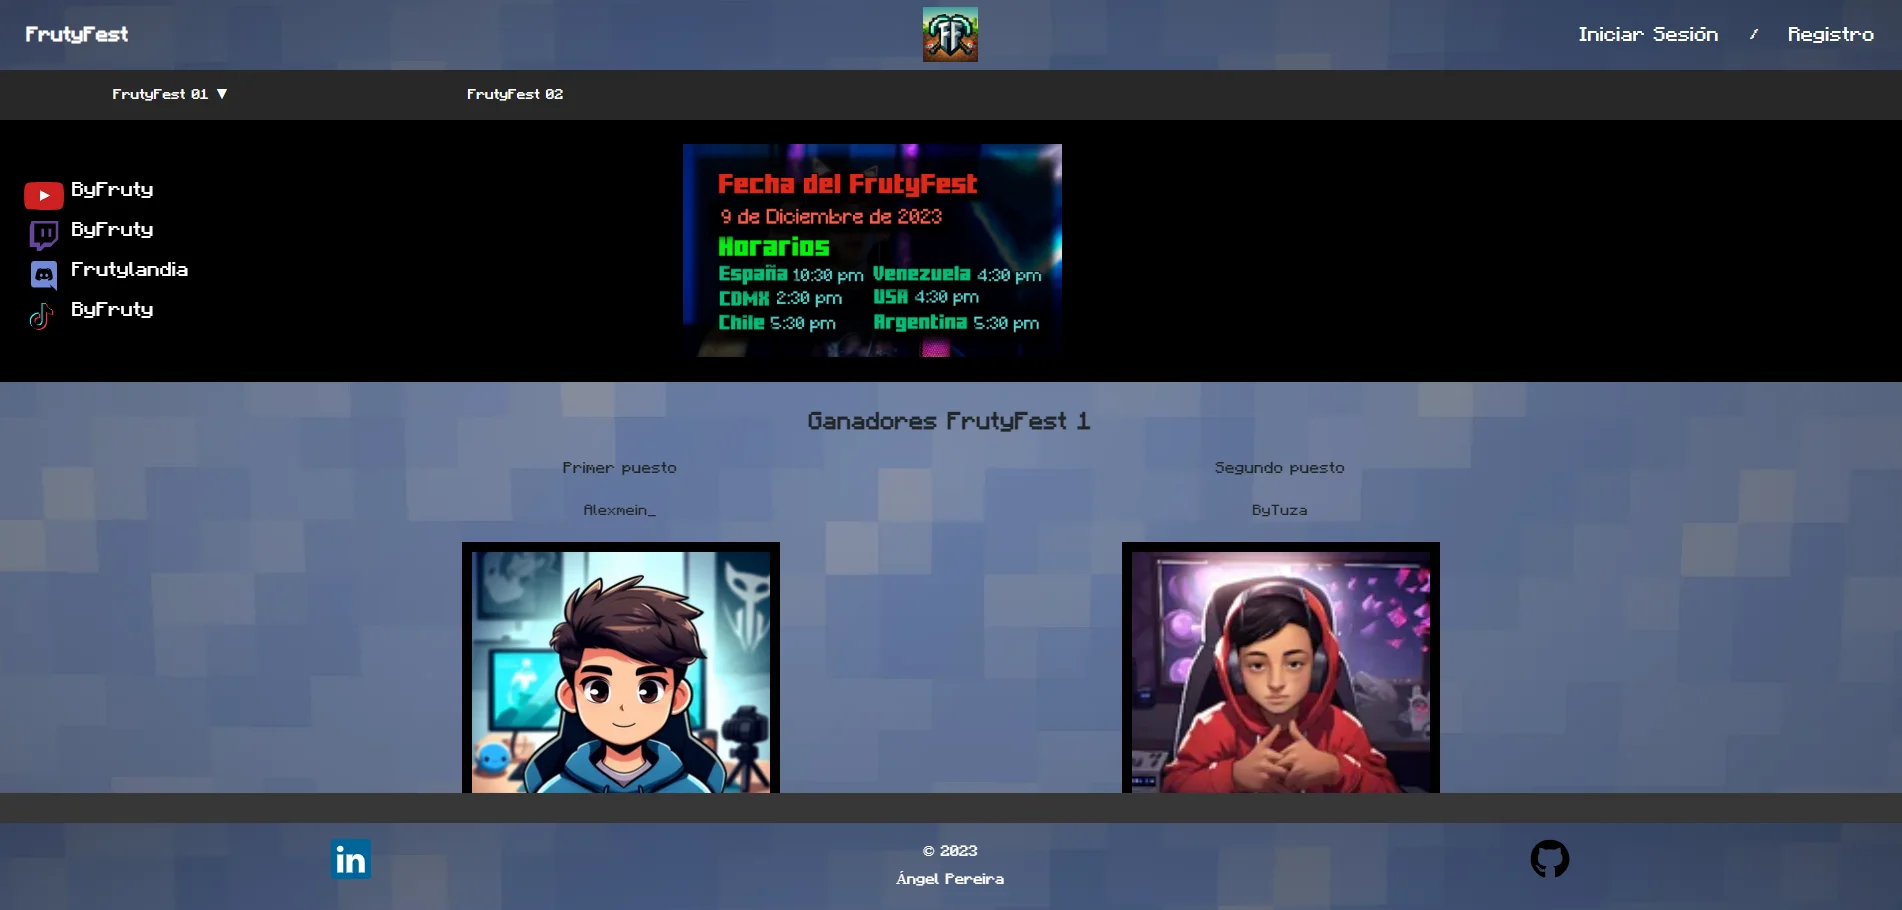 FrutyFest
FF
Iniciar Sesión / Registro
FrutyFest 01 ▼
FrutyFest 02
ByFruty
ByFruty
Frutylandia
ByFruty
Fecha del FrutyFest
9 de Diciembre de 2023
Horarios
España 10:30 pm Venezuela 4:30 pm
CDMX 2:30 pm USA 4:30 pm
Chile 5:30 pm Argentina 5:30 pm
Ganadores FrutyFest 1
Primer puesto
Alexmein_
Segundo puesto
ByTuza
in
© 2023
Ángel Pereira